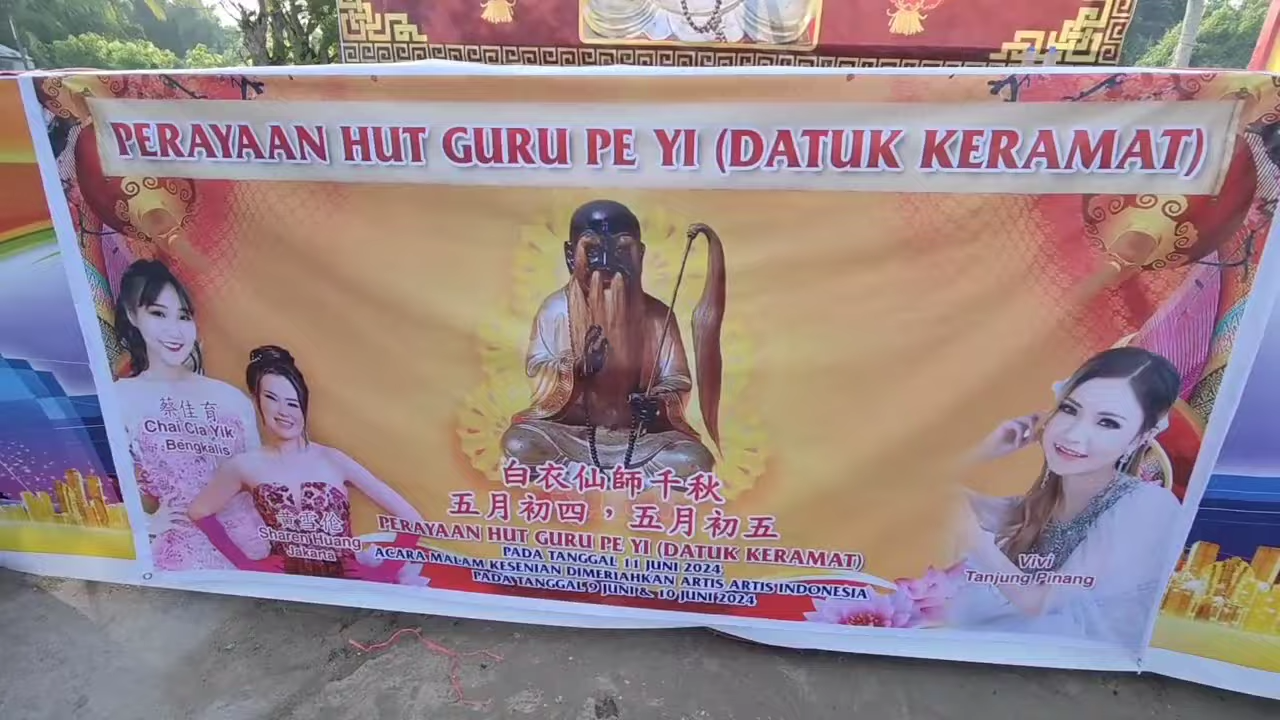 PERAYAAN HUT GURU PE YI (DATUK KERAMAT)
蔡佳育
Chai Cia Yik
Bengkalis
黄雪伦
Sharen Huang
Jakarta
白衣仙師千秋
五月初四，五月初五
PERAYAAN HUT GURU PE YI (DATUK KERAMAT)
PADA TANGGAL 11 JUNI 2024
ACARA MALAM KESENIAN DIMERIAHKAN ARTIS ARTIS INDONESIA
PADA TANGGAL 9 JUNI & 10 JUNI 2024
Vivi
Tanjung Pinang